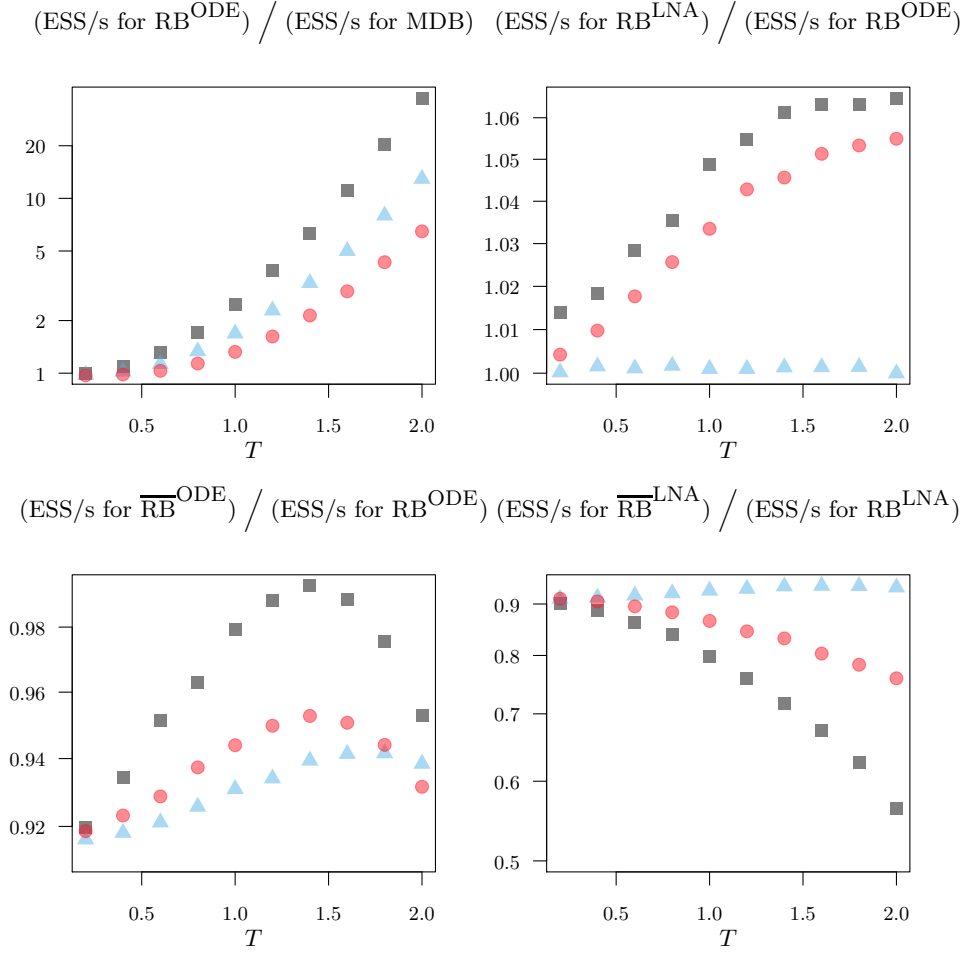 (ESS/s for RB^ODE) / (ESS/s for MDB)
1
2
5
10
20
0.5 1.0 1.5 2.0
T
(ESS/s for RB^LNA) / (ESS/s for RB^ODE)
1.00
1.01
1.02
1.03
1.04
1.05
1.06
0.5 1.0 1.5 2.0
T
(ESS/s for R̅B̅^ODE) / (ESS/s for RB^ODE)
0.92
0.94
0.96
0.98
0.5 1.0 1.5 2.0
T
(ESS/s for R̅B̅^LNA) / (ESS/s for RB^LNA)
0.5
0.6
0.7
0.8
0.9
0.5 1.0 1.5 2.0
T